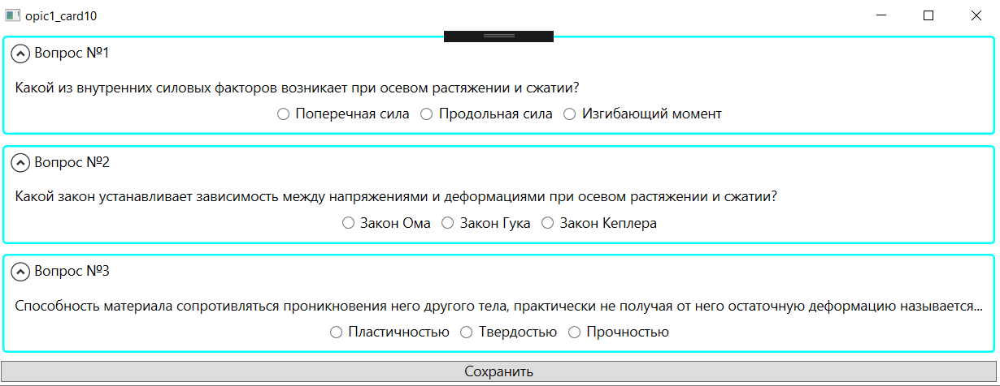 opic1_card10
Вопрос №1
Какой из внутренних силовых факторов возникает при осевом растяжении и сжатии?
Поперечная сила Продольная сила Изгибающий момент
Вопрос №2
Какой закон устанавливает зависимость между напряжениями и деформациями при осевом растяжении и сжатии?
Закон Ома Закон Гука Закон Кеплера
Вопрос №3
Способность материала сопротивляться проникновения него другого тела, практически не получая от него остаточную деформацию называется...
Пластичностью Твердостью Прочностью
Сохранить